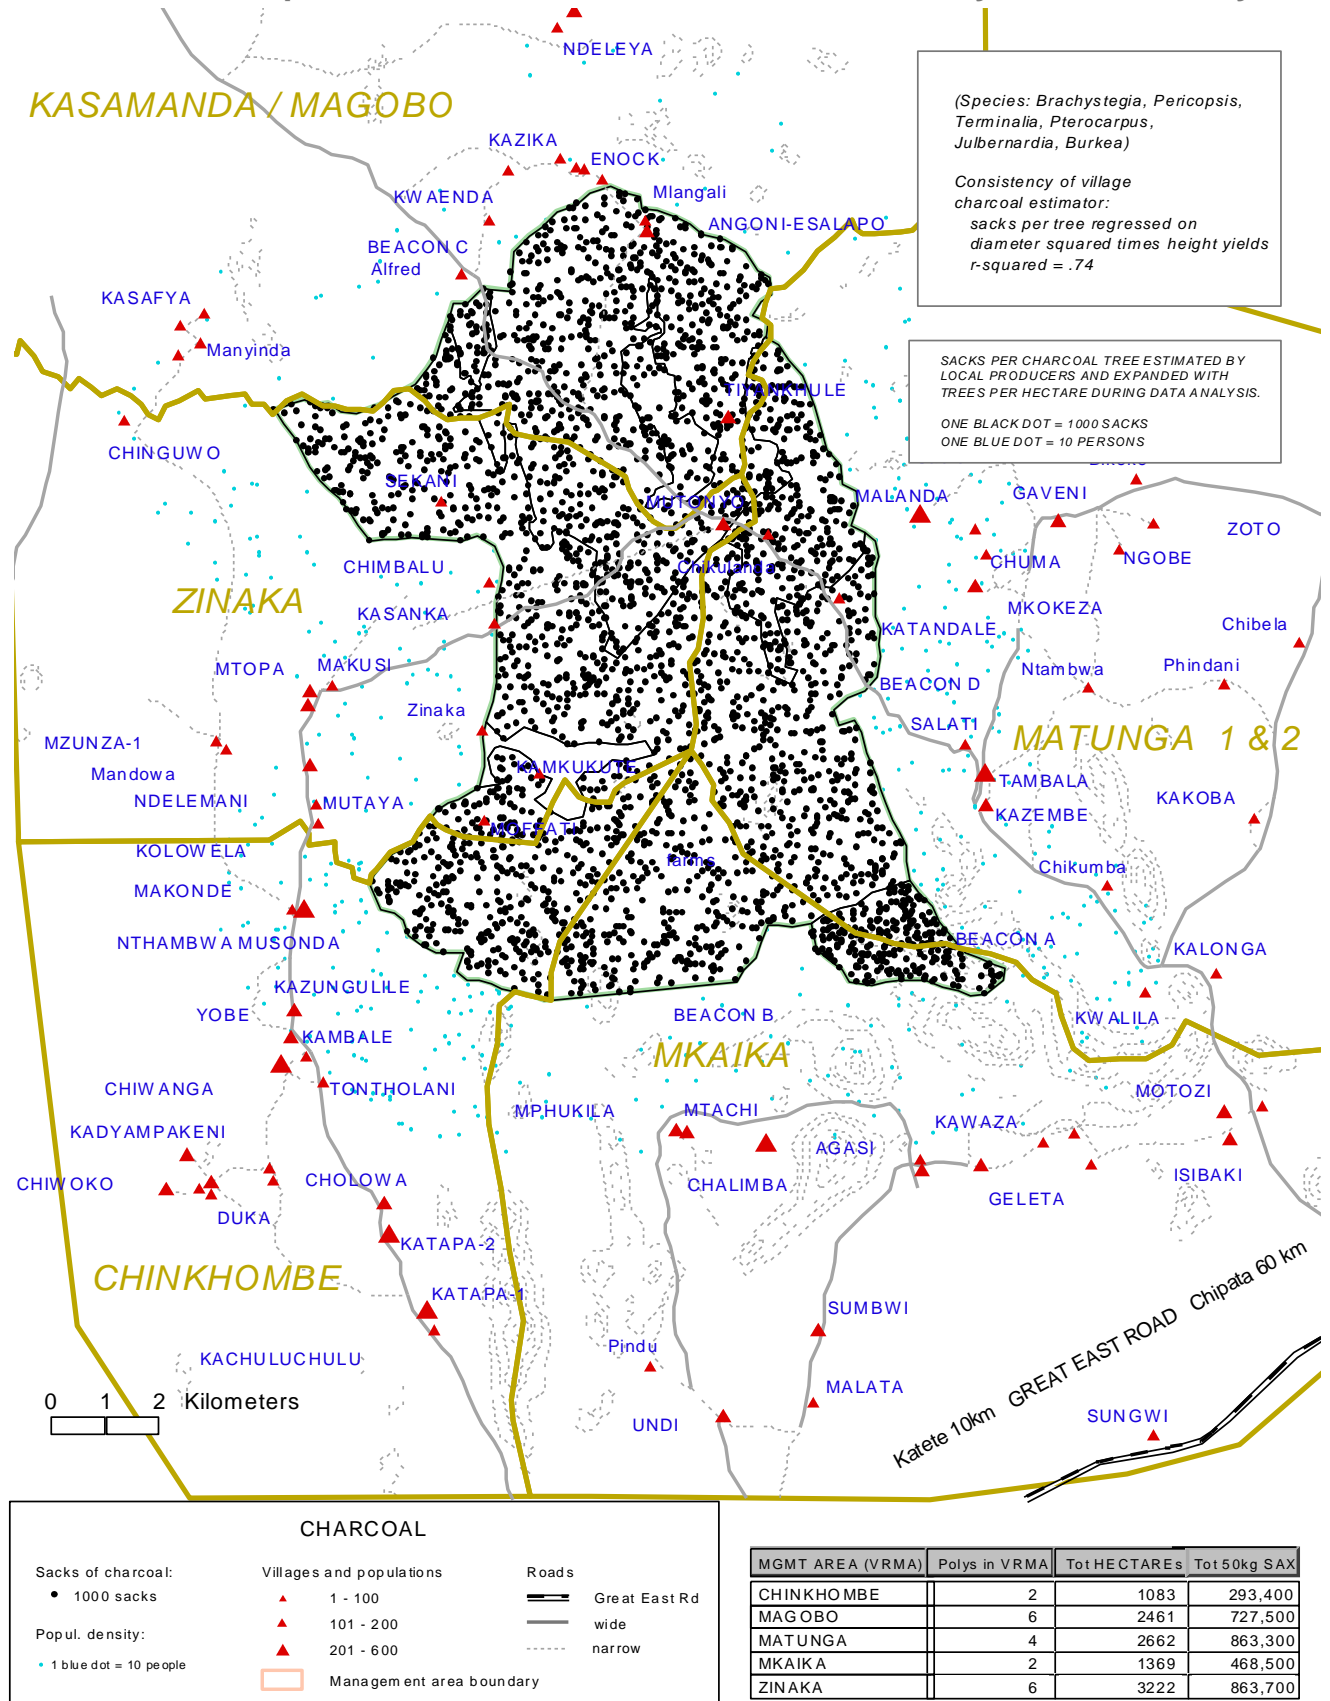 NDELEYA
KASAMANDA / MAGOBO
(Species: Brachystegia, Pericopsis,
Terminalia, Pterocarpus,
Julbernardia, Burkea)
Consistency of village
charcoal estimator:
sacks per tree regressed on
diameter squared times height yields
r-squared = .74
KAZIKA
ENOCK
KWAENDA
Mlangali
ANGONI-ESALAPO
BEACON C
Alfred
KASAFYA
Manyinda
SACKS PER CHARCOAL TREE ESTIMATED BY
LOCAL PRODUCERS AND EXPANDED WITH
TREES PER HECTARE DURING DATA ANALYSIS.
ONE BLACK DOT = 1000 SACKS
ONE BLUE DOT = 10 PERSONS
TIYANKHULE
CHINGUWO
SEKANI
MUTONYO
MALANDA
GAVENI
ZOTO
NGOBE
CHUMA
CHIMBALU
Chikulanda
ZINAKA
KASANKA
MKOKEZA
KATANDALE
Chibela
MTOPA
MAKUSI
Ntambwa
Phindani
BEACON D
Zinaka
SALATI
MZUNZA-1
MATUNGA 1 & 2
Mandowa
KAMKUKUTE
TAMBALA
NDELEMANI
MUTAYA
KAKOBA
KAZEMBE
MOFFATI
KOLOWELA
farms
Chikumba
MAKONDE
NTHAMBWA MUSONDA
BEACON A
KALONGA
KAZUNGULILE
YOBE
BEACON B
KWALILA
KAMBALE
MKAIKA
CHIWANGA
TONTHOLANI
MOTOZI
MPHUKILA
MTACHI
KAWAZA
KADYAMPAKENI
AGASI
CHIWOKO
CHOLOWA
CHALIMBA
ISIBAKI
GELETA
DUKA
KATAPA-2
CHINKHOMBE
KATAPA-1
SUMBWI
Pindu
KACHULUCHULU
MALATA
UNDI
SUNGWI
Katete 10km GREAT EAST ROAD Chipata 60 km
0 1 2 Kilometers
CHARCOAL
Sacks of charcoal:
1000 sacks
Popul. density:
1 blue dot = 10 people
Villages and populations
1 - 100
101 - 200
201 - 600
Management area boundary
Roads
Great East Rd
wide
narrow
MGMT AREA (VRMA) Polys in VRMA Tot HECTAREs Tot 50kg SAX
CHINKHOMBE 2 1083 293,400
MAGOBO 6 2461 727,500
MATUNGA 4 2662 863,300
MKAIKA 2 1369 468,500
ZINAKA 6 3222 863,700